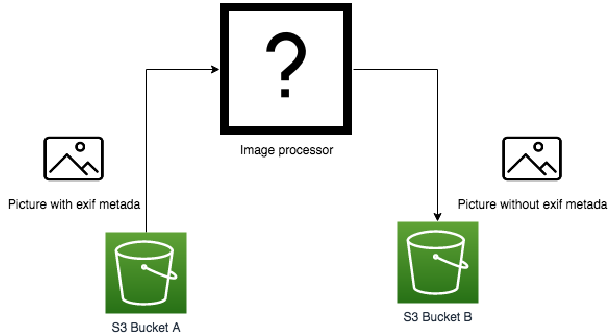 ?
Image processor
Picture with exif metada
Picture without exif metada
S3 Bucket A
S3 Bucket B